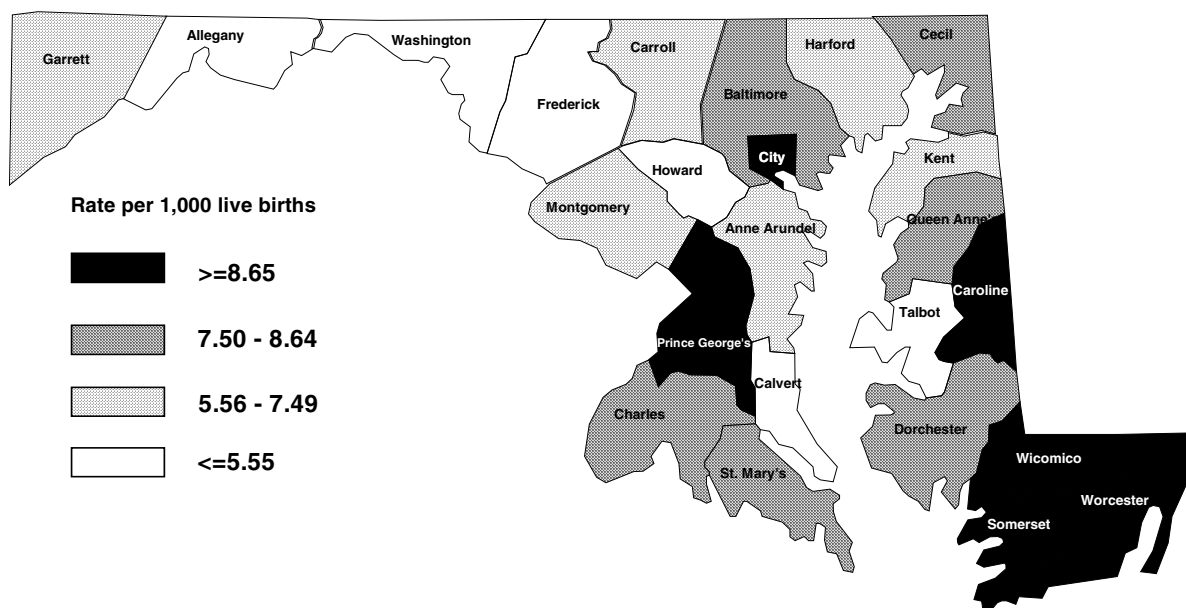 Garrett
Allegany
Washington
Frederick
Carroll
Baltimore
Harford
Cecil
City
Howard
Montgomery
Anne Arundel
Kent
Queen Anne's
Caroline
Talbot
Prince George's
Calvert
Charles
St. Mary's
Dorchester
Wicomico
Worcester
Somerset
Rate per 1,000 live births
>=8.65
7.50 - 8.64
5.56 - 7.49
<=5.55